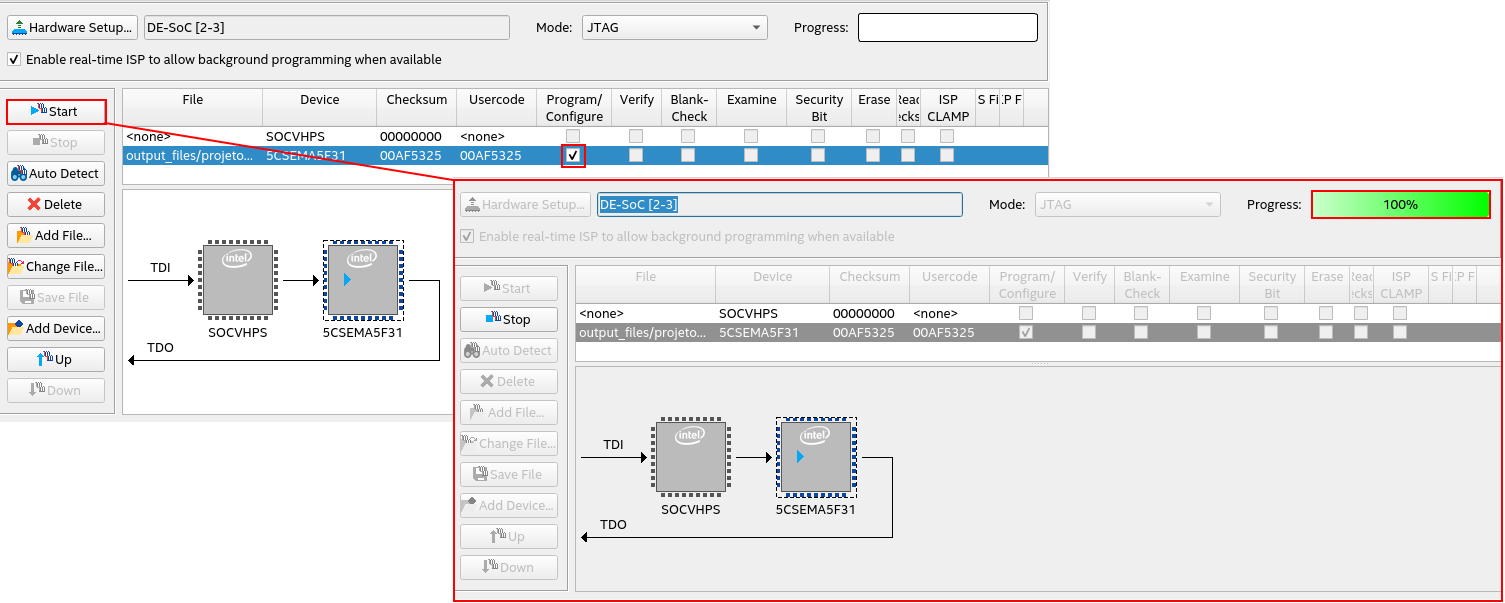 Hardware Setup... DE-SoC [2-3] Mode: JTAG Progress:
Enable real-time ISP to allow background programming when available
Start
Stop
Auto Detect
Delete
Add File...
Change File...
Save File
Add Device...
Up
Down
File Device Checksum Usercode Program/ Verify Blank- Examine Security Erase Read ISP S Fi P F
Configure Check Bit ecks CLAMP
<none> SOCVHPS 00000000 <none>
output_files/projeto... 5CSEMA5F31 00AF5325 00AF5325
intel intel
TDI
SOCVHPS 5CSEMA5F31
TDO
Hardware Setup... DE-SoC [2-3] Mode: JTAG Progress: 100%
Enable real-time ISP to allow background programming when available
Start
Stop
Auto Detect
Delete
Add File...
Change File...
Save File
Add Device...
Up
Down
File Device Checksum Usercode Program/ Verify Blank- Examine Security Erase Read ISP S Fi P F
Configure Check Bit ecks CLAMP
<none> SOCVHPS 00000000 <none>
output_files/projeto... 5CSEMA5F31 00AF5325 00AF5325
intel intel
TDI
SOCVHPS 5CSEMA5F31
TDO